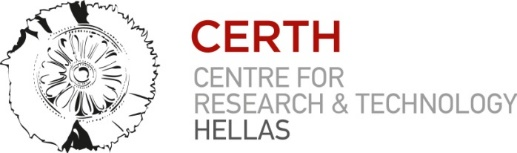 CERTH
CENTRE FOR
RESEARCH & TECHNOLOGY
HELLAS